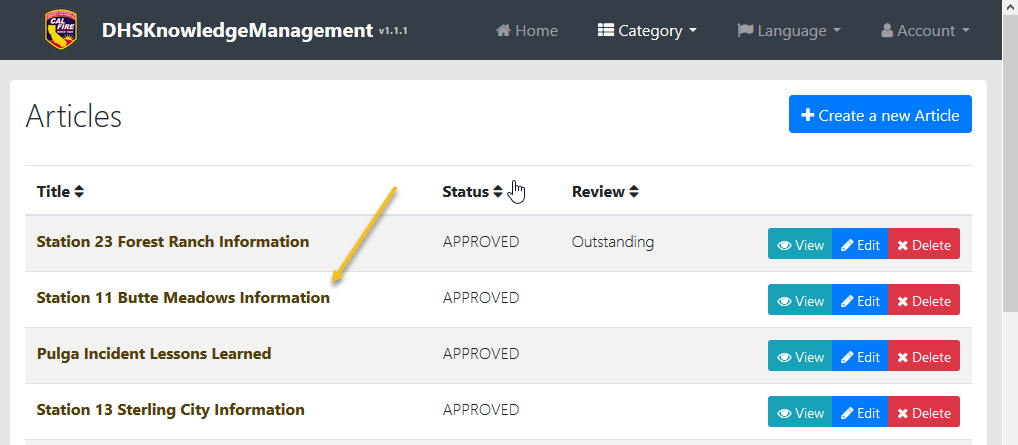 CAL FIRE DHSKnowledgeManagement v1.1.1 Home Category Language Account
Articles Create a new Article
Title Status Review
Station 23 Forest Ranch Information APPROVED Outstanding View Edit Delete
Station 11 Butte Meadows Information APPROVED View Edit Delete
Pulga Incident Lessons Learned APPROVED View Edit Delete
Station 13 Sterling City Information APPROVED View Edit Delete